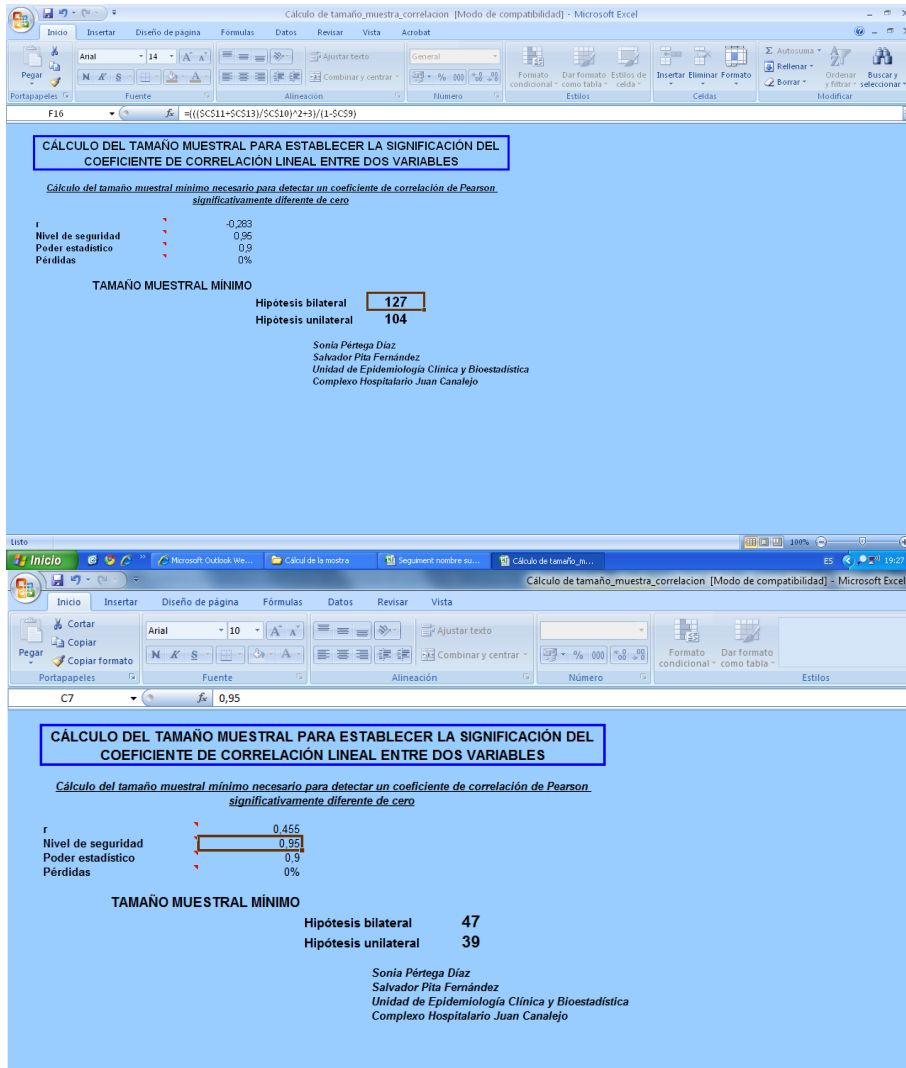 Cálculo de tamaño_muestra_correlacion [Modo de compatibilidad] - Microsoft Excel
Inicio Insertar Diseño de página Fórmulas Datos Revisar Vista Acrobat
Pegar
Arial 14
N K S
Ajustar texto
Combinar y centrar
General
% 000
Formato condicional
Dar formato como tabla
Estilos de celda
Insertar Eliminar Formato
Σ Autosuma
Rellenar
Borrar
Ordenar y filtrar
Buscar y seleccionar
Portapapeles Fuente Alineación Número Estilos Celdas Modificar
F16 fx =((($C$11+$C$13)/$C$10)^2+3)/(1-$C$9)
CÁLCULO DEL TAMAÑO MUESTRAL PARA ESTABLECER LA SIGNIFICACIÓN DEL
COEFICIENTE DE CORRELACIÓN LINEAL ENTRE DOS VARIABLES
Cálculo del tamaño muestral mínimo necesario para detectar un coeficiente de correlación de Pearson
significativamente diferente de cero
r -0,283
Nivel de seguridad 0,95
Poder estadístico 0,9
Pérdidas 0%
TAMAÑO MUESTRAL MÍNIMO
Hipótesis bilateral 127
Hipótesis unilateral 104
Sonia Pértega Díaz
Salvador Pita Fernández
Unidad de Epidemiología Clínica y Bioestadística
Complexo Hospitalario Juan Canalejo
Listo 100%
Inicio Microsoft Outlook We... Cálcul de la mostra Seguiment nombre su... Cálculo de tamaño_m... ES 19:27
Cálculo de tamaño_muestra_correlacion [Modo de compatibilidad] - Microsoft Excel
Inicio Insertar Diseño de página Fórmulas Datos Revisar Vista
Pegar
Cortar
Copiar
Copiar formato
Arial 10
N K S
Ajustar texto
Combinar y centrar
% 000
Formato condicional
Dar formato como tabla
Portapapeles Fuente Alineación Número Estilos
C7 fx 0,95
CÁLCULO DEL TAMAÑO MUESTRAL PARA ESTABLECER LA SIGNIFICACIÓN DEL
COEFICIENTE DE CORRELACIÓN LINEAL ENTRE DOS VARIABLES
Cálculo del tamaño muestral mínimo necesario para detectar un coeficiente de correlación de Pearson
significativamente diferente de cero
r 0,455
Nivel de seguridad 0,95
Poder estadístico 0,9
Pérdidas 0%
TAMAÑO MUESTRAL MÍNIMO
Hipótesis bilateral 47
Hipótesis unilateral 39
Sonia Pértega Díaz
Salvador Pita Fernández
Unidad de Epidemiología Clínica y Bioestadística
Complexo Hospitalario Juan Canalejo